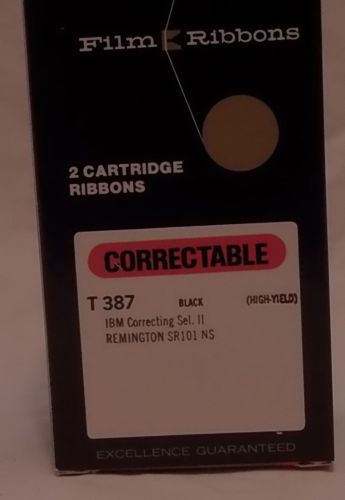 Film Ribbons
2 CARTRIDGE
RIBBONS
CORRECTABLE
T 387 BLACK (HIGH-YIELD)
IBM Correcting Sel. II
REMINGTON SR101 NS
EXCELLENCE GUARANTEED